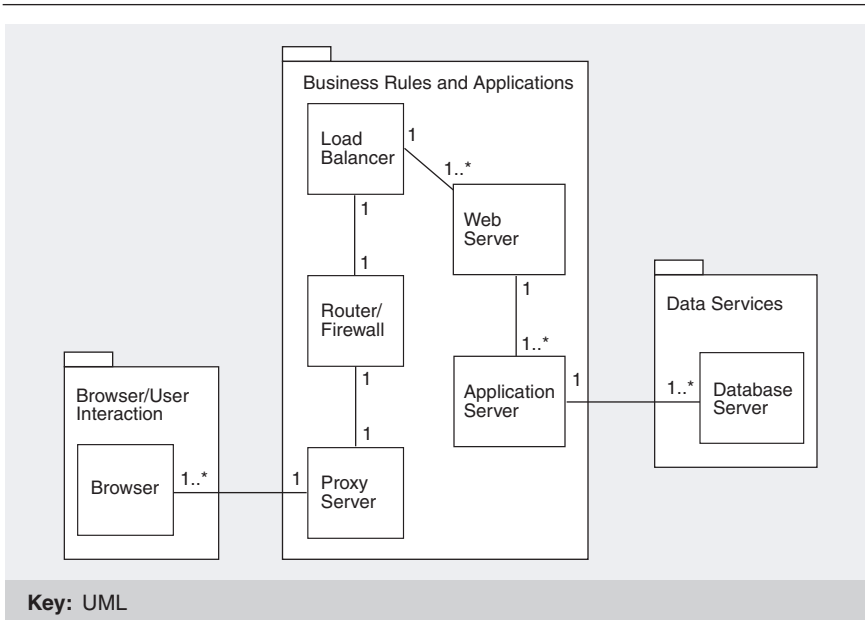 Business Rules and Applications
Load
Balancer
1
1..*
Web
Server
1
1
Router/
Firewall
1
1..*
Data Services
Browser/User
Interaction
1
1
Application
Server
1
1..*
Database
Server
Browser
1..*
1
Proxy
Server
Key: UML